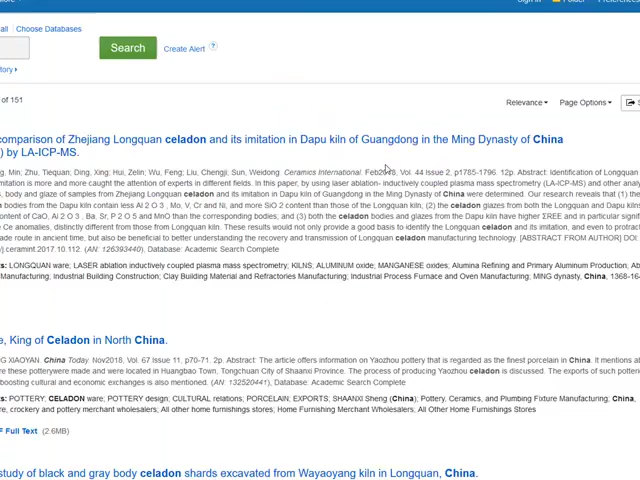 Sign In Folder Preferences
all Choose Databases
Search Create Alert ?
tory
of 151
Relevance Page Options
comparison of Zhejiang Longquan celadon and its imitation in Dapu kiln of Guangdong in the Ming Dynasty of China
) by LA-ICP-MS.
g, Min; Zhu, Tiequan; Ding, Xing; Hui, Zelin; Wu, Feng; Liu, Chengji; Sun, Weidong. Ceramics International. Vol. 44 Issue 2, p1785-1796. 12p. Abstract: Identification of Longquan
mitation is more and more caught the attention of experts in different fields. In this paper, by using laser ablation- inductively coupled plasma mass spectrometry (LA-ICP-MS) and other analy
s, body and glaze of samples from Zhejiang Longquan celadon and its imitation in Dapu kiln of Guangdong in the Ming Dynasty of China were determined. Our research reveals that (1) the
bodies from the Dapu kiln contain less Al 2 O 3 , Mo, V, Cr and Ni, and more SiO 2 content than those of the Longquan kiln; (2) the celadon glazes from both the Longquan and Dapu kilns
ontent of CaO, Al 2 O 3 , Ba, Sr, P 2 O 5 and MnO than the corresponding bodies; and (3) both the celadon bodies and glazes from the Dapu kiln have higher ΣREE and in particular signifi
e Ce anomalies, distinctly different from those from Longquan kiln. These results would not only provide a good basis to identify the Longquan celadon and its imitation, and even to protract
ade route in ancient time, but also be beneficial to better understanding the recovery and transmission of Longquan celadon manufacturing technology. [ABSTRACT FROM AUTHOR] DOI:
) ceramint.2017.10.112. (AN: 126393440), Database: Academic Search Complete
ts: LONGQUAN ware; LASER ablation inductively coupled plasma mass spectrometry; KILNS; ALUMINUM oxide; MANGANESE oxides; Alumina Refining and Primary Aluminum Production;
Manufacturing; Industrial Building Construction; Clay Building Material and Refractories Manufacturing; Industrial Process Furnace and Oven Manufacturing; MING dynasty, China, 1368-16
e, King of Celadon in North China.
G XIAOYAN. China Today. Nov2018, Vol. 67 Issue 11, p70-71. 2p. Abstract: The article offers information on Yaozhou pottery that is regarded as the finest porcelain in China. It mentions
these potterywere made and were located in Huangbao Town, Tongchuan City of Shaanxi Province. The process of producing Yaozhou celadon is discussed. The exports of such potter
boosting cultural and economic exchanges is also mentioned. (AN: 132520441), Database: Academic Search Complete
ts: POTTERY; CELADON ware; POTTERY design; CULTURAL relations; PORCELAIN; EXPORTS; SHAANXI Sheng (China); Pottery, Ceramics, and Plumbing Fixture Manufacturing; China,
re, crockery and pottery merchant wholesalers; All other home furnishings stores; Home Furnishing Merchant Wholesalers; All Other Home Furnishings Stores
F Full Text (2.6MB)
study of black and gray body celadon shards excavated from Wayaoyang kiln in Longquan, China.